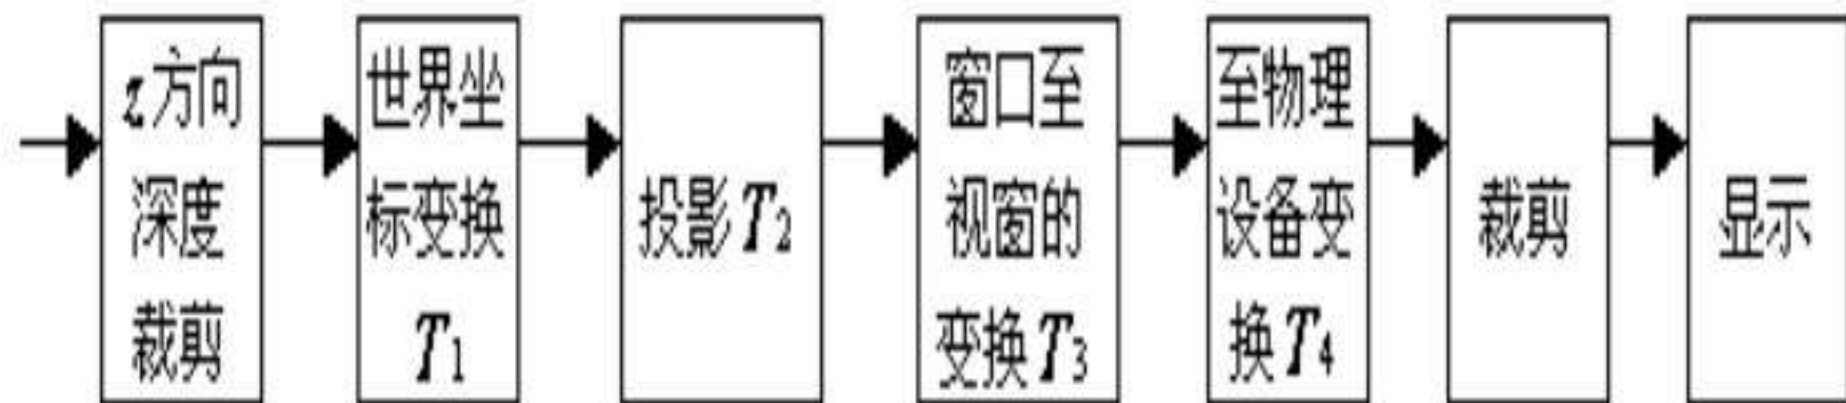 z方向
深度
裁剪
世界坐
标变换
T1
投影T2
窗口至
视窗的
变换T3
至物理
设备变
换T4
裁剪
显示